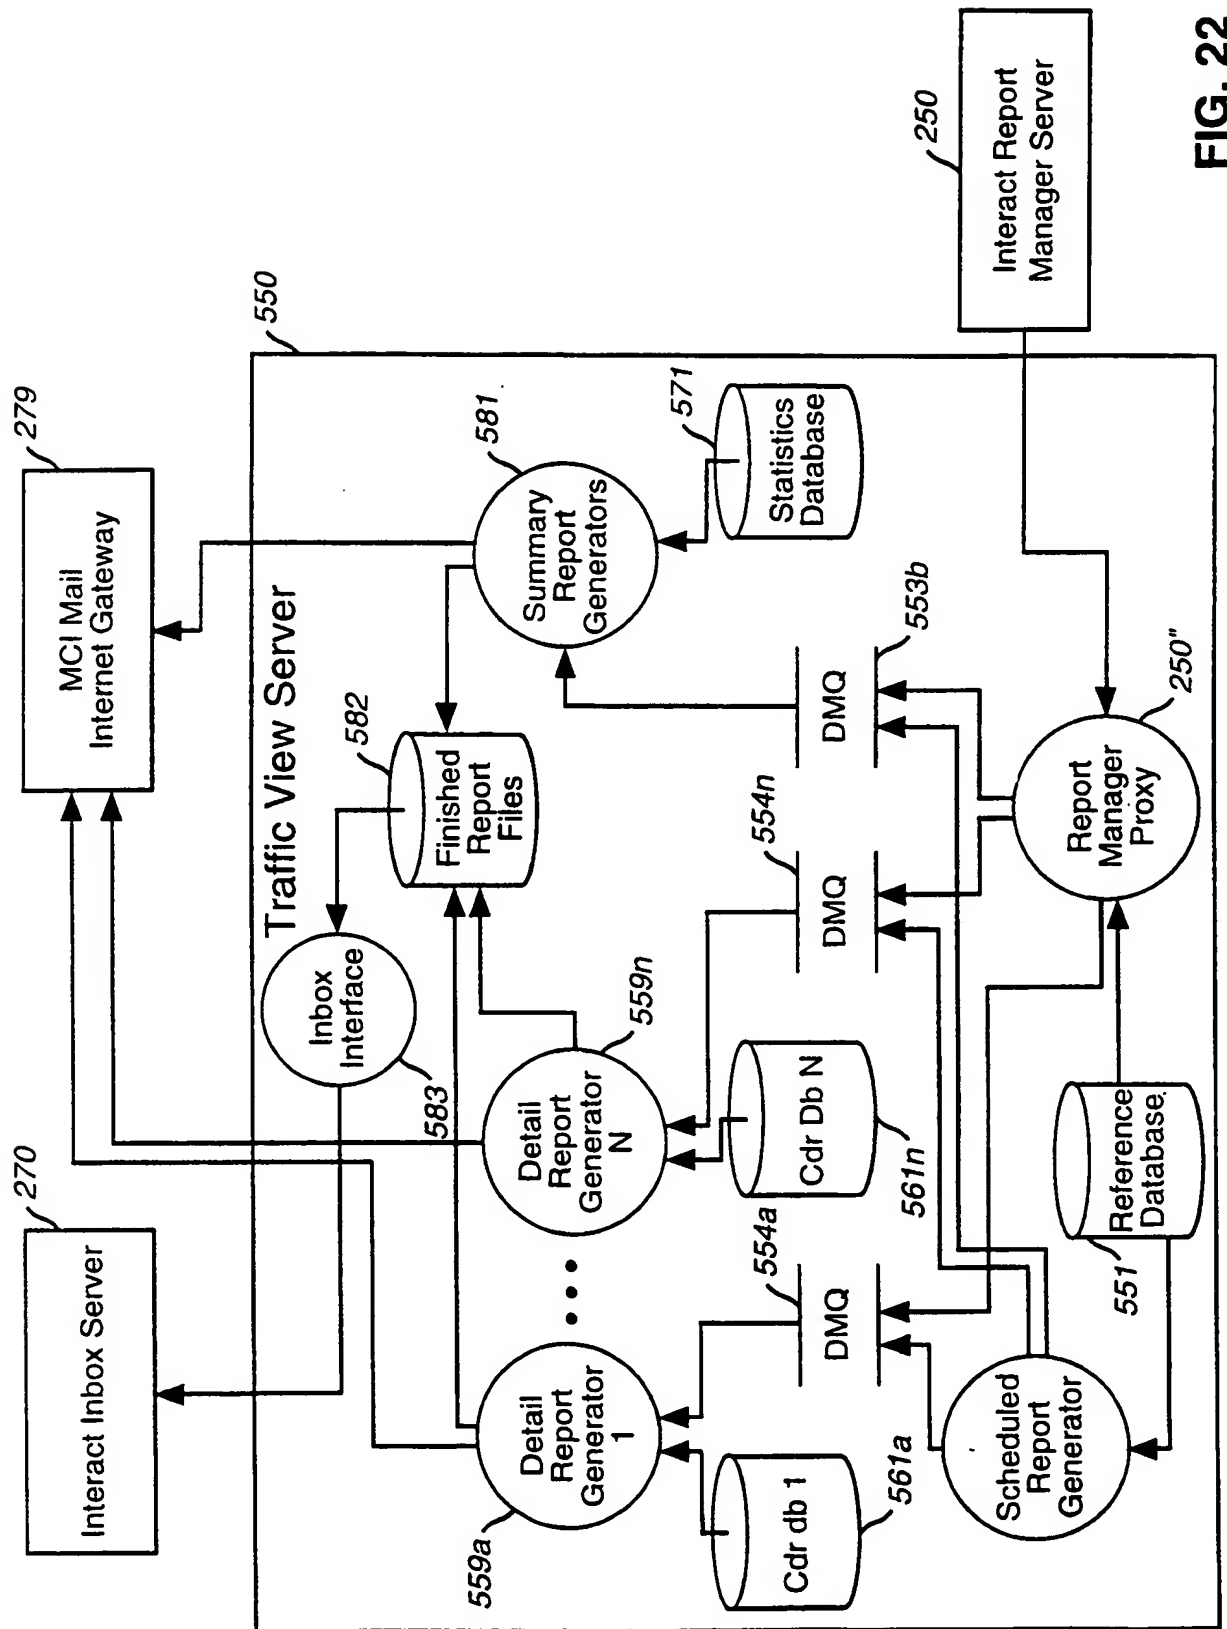 270
Interact Inbox Server
279
MCI Mail
Internet Gateway
550
Traffic View Server
583
Inbox
Interface
582
Finished
Report
Files
581
Summary
Report
Generators
571
Statistics
Database
559a
Detail
Report
Generator
1
559n
Detail
Report
Generator
N
Cdr db 1
561a
Cdr Db N
561n
554a
DMQ
554n
DMQ
553b
DMQ
Scheduled
Report
Generator
551
Reference
Database.
Report
Manager
Proxy
250"
250
Interact Report
Manager Server
FIG. 22